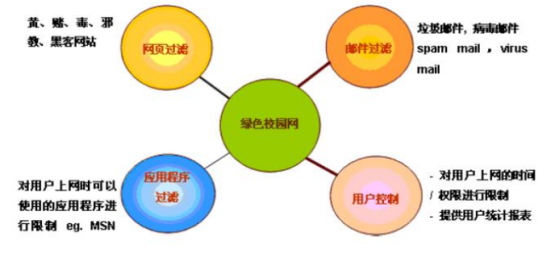 黄、赌、毒、邪
教、黑客网站
网页过滤
邮件过滤
垃圾邮件, 病毒邮件
spam mail , virus
mail
绿色校园网
对用户上网时可以
使用的应用程序进
行限制 eg. MSN
应用程序
过滤
用户控制
- 对用户上网的时间
/ 权限进行限制
- 提供用户统计报表